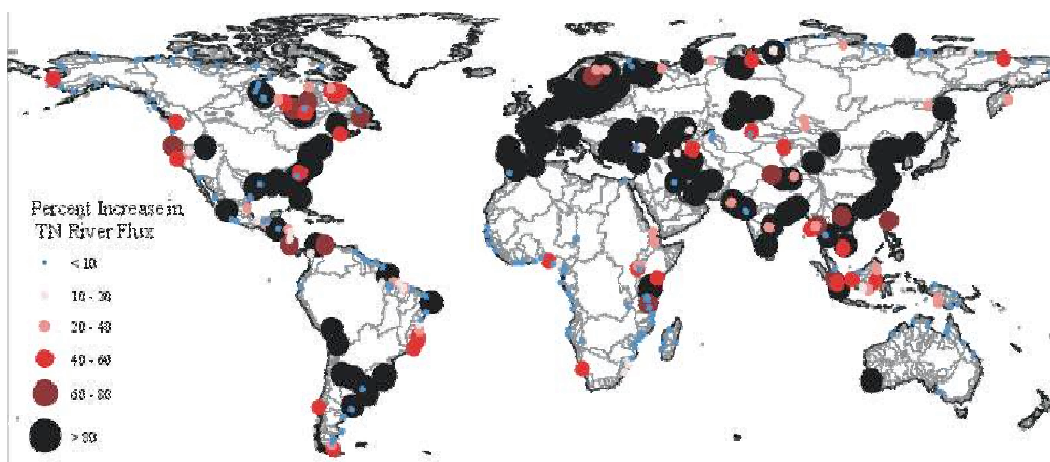 Percent Increase in
TN River Flux
< 10
10 - 30
20 - 40
40 - 60
60 - 80
> 80